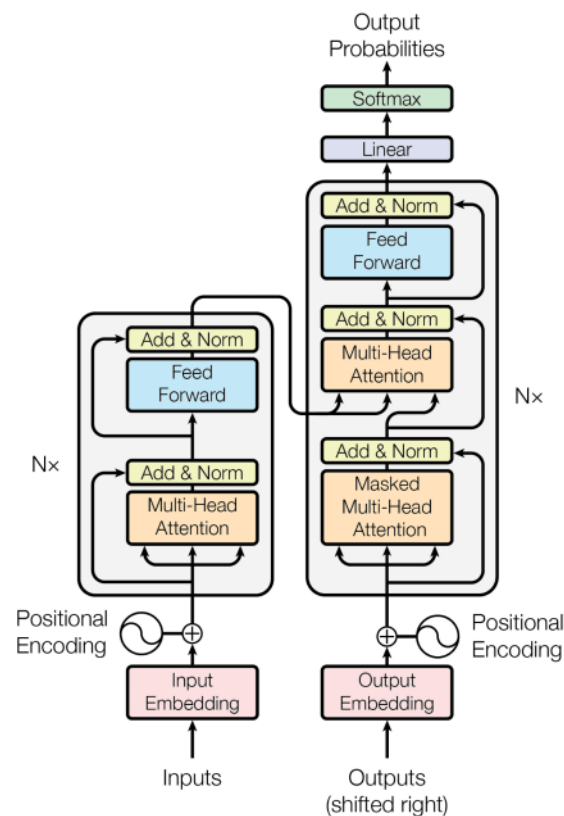 Output
Probabilities
Softmax
Linear
Add & Norm
Feed
Forward
Add & Norm
Multi-Head
Attention
Add & Norm
Masked
Multi-Head
Attention
N×
Add & Norm
Feed
Forward
Add & Norm
Multi-Head
Attention
N×
Positional
Encoding
Positional
Encoding
Input
Embedding
Output
Embedding
Inputs
Outputs
(shifted right)